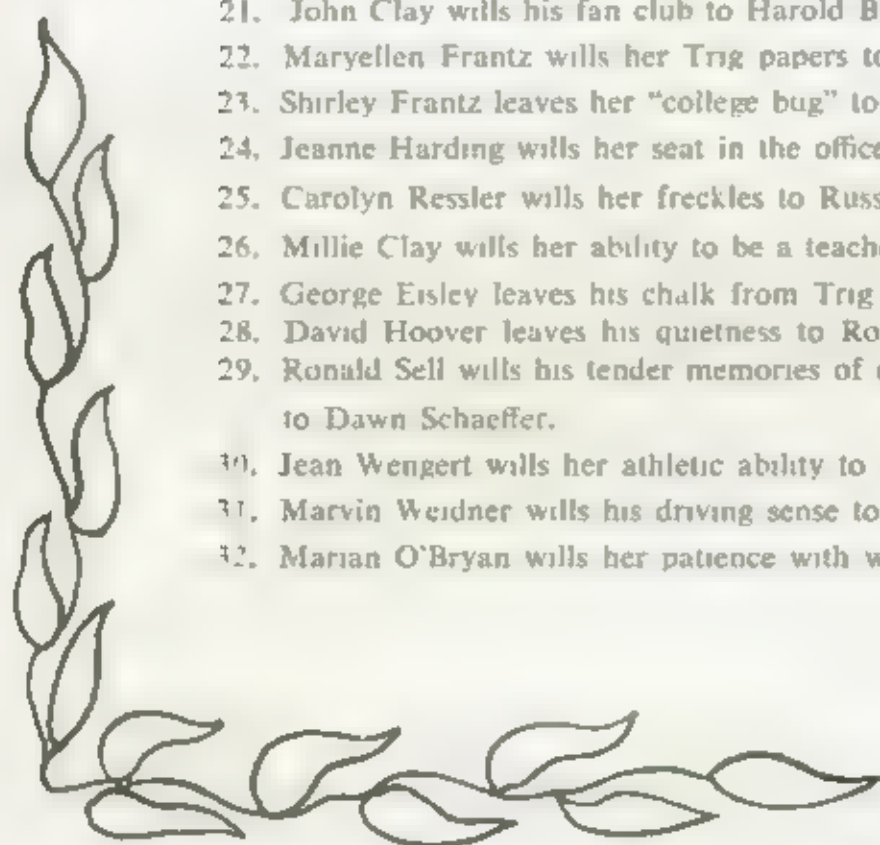 21. John Clay wills his fan club to Harold B
22. Maryellen Frantz wills her Trig papers to
23. Shirley Frantz leaves her "college bug" to
24. Jeanne Harding wills her seat in the office
25. Carolyn Ressler wills her freckles to Russ
26. Millie Clay wills her ability to be a teache
27. George Eisley leaves his chalk from Trig
28. David Hoover leaves his quietness to Ro
29. Ronald Sell wills his tender memories of
to Dawn Schaeffer.
30. Jean Wengert wills her athletic ability to
31. Marvin Weidner wills his driving sense to
32. Marian O'Bryan wills her patience with w